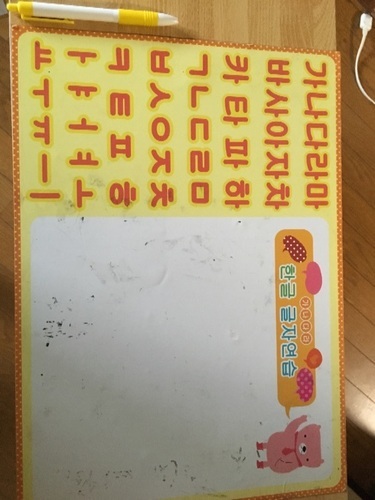 가나다라마
바사아자차
카타파하
ㄱㄴㄷㄹㅁ
ㅂㅅㅇㅈㅊ
ㅋㅌㅍㅎ
ㅏㅑㅓㅕㅗ
ㅛㅜㅠㅡㅣ
한글 글자연습